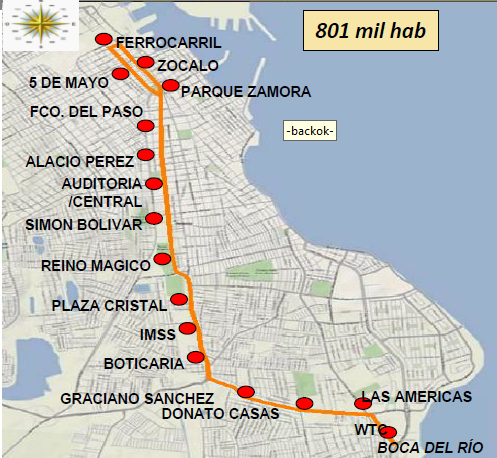 801 mil hab
FERROCARRIL
ZOCALO
5 DE MAYO
PARQUE ZAMORA
FCO. DEL PASO
-backok-
ALACIO PEREZ
AUDITORIA
/CENTRAL
SIMON BOLIVAR
REINO MAGICO
PLAZA CRISTAL
IMSS
BOTICARIA
GRACIANO SANCHEZ
DONATO CASAS
LAS AMERICAS
WTC
BOCA DEL RÍO